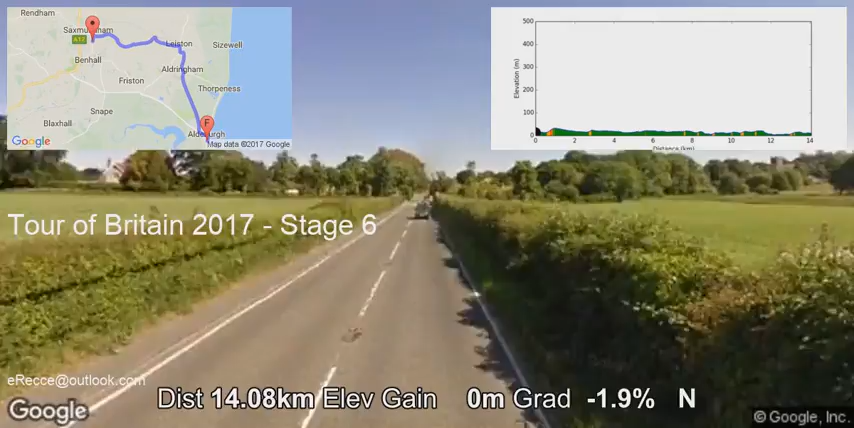 Rendham
Saxmundham
A12
Leiston
Sizewell
Benhall
Aldringham
Friston
Thorpeness
Snape
Blaxhall
F
Aldeburgh
Google
Map data ©2017 Google
500
400
300
200
100
0
Elevation (m)
0 2 4 6 8 10 12 14
Distance (km)
Tour of Britain 2017 - Stage 6
eRecce@outlook.com
Dist 14.08km Elev Gain 0m Grad -1.9% N
Google
© Google, Inc.